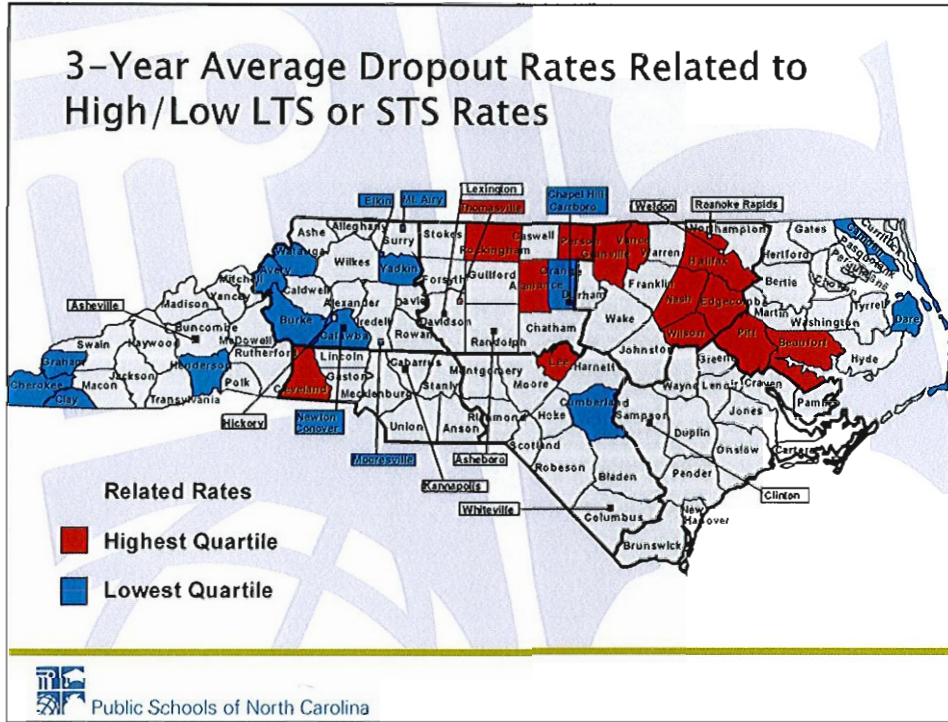 3-Year Average Dropout Rates Related to
High/Low LTS or STS Rates
Elkin
Mt. Airy
Lexington
Thomasville
Chapel Hill
Carrboro
Weldon
Roanoke Rapids
Ashe
Alleghany
Surry
Stokes
Rockingham
Caswell
Person
Granville
Vance
Warren
Northampton
Gates
Currituck
Camden
Pasquotank
Hertford
Halifax
Watauga
Wilkes
Yadkin
Forsyth
Guilford
Alamance
Orange
Durham
Franklin
Nash
Edgecombe
Bertie
Martin
Washington
Tyrrell
Dare
Mitchell
Avery
Caldwell
Alexander
Davie
Iredell
Davidson
Randolph
Chatham
Wake
Wilson
Pitt
Beaufort
Hyde
Asheville
Madison
Yancey
Buncombe
McDowell
Burke
Catawba
Rowan
Johnston
Greene
Swain
Haywood
Rutherford
Lincoln
Cabarrus
Montgomery
Lee
Harnett
Wayne
Lenoir
Craven
Graham
Henderson
Polk
Cleveland
Gaston
Mecklenburg
Stanly
Moore
Cherokee
Clay
Macon
Jackson
Transylvania
Union
Anson
Richmond
Hoke
Cumberland
Sampson
Duplin
Jones
Onslow
Hickory
Newton
Conover
Mooresville
Kannapolis
Asheboro
Scotland
Robeson
Bladen
Pender
Clinton
Whiteville
Columbus
New
Hanover
Brunswick
Related Rates
Highest Quartile
Lowest Quartile
Public Schools of North Carolina